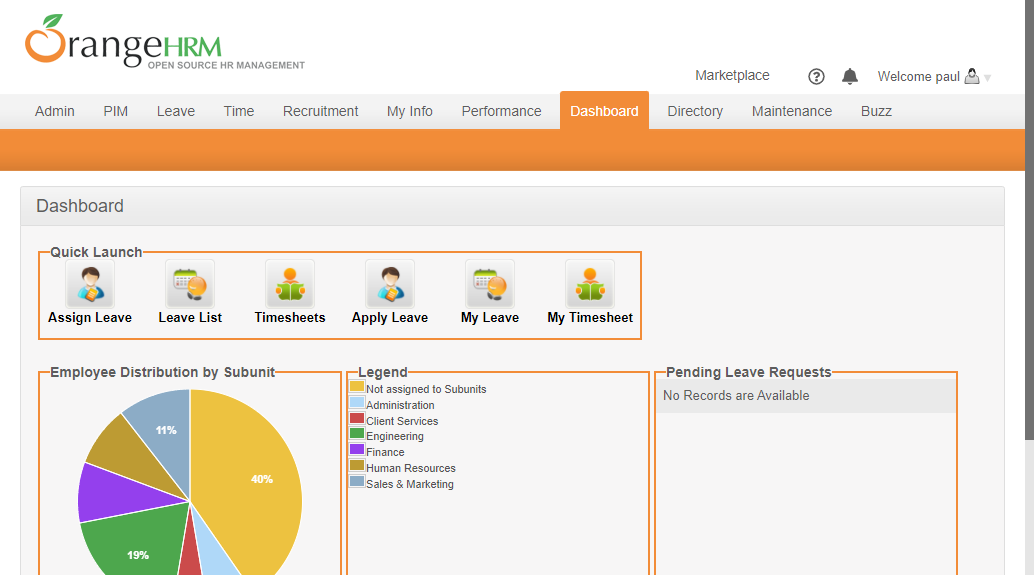 OrangeHRM
OPEN SOURCE HR MANAGEMENT
Marketplace ? Welcome paul
Admin PIM Leave Time Recruitment My Info Performance Dashboard Directory Maintenance Buzz
Dashboard
Quick Launch
Assign Leave Leave List Timesheets Apply Leave My Leave My Timesheet
Employee Distribution by Subunit
11%
40%
19%
Legend
Not assigned to Subunits
Administration
Client Services
Engineering
Finance
Human Resources
Sales & Marketing
Pending Leave Requests
No Records are Available